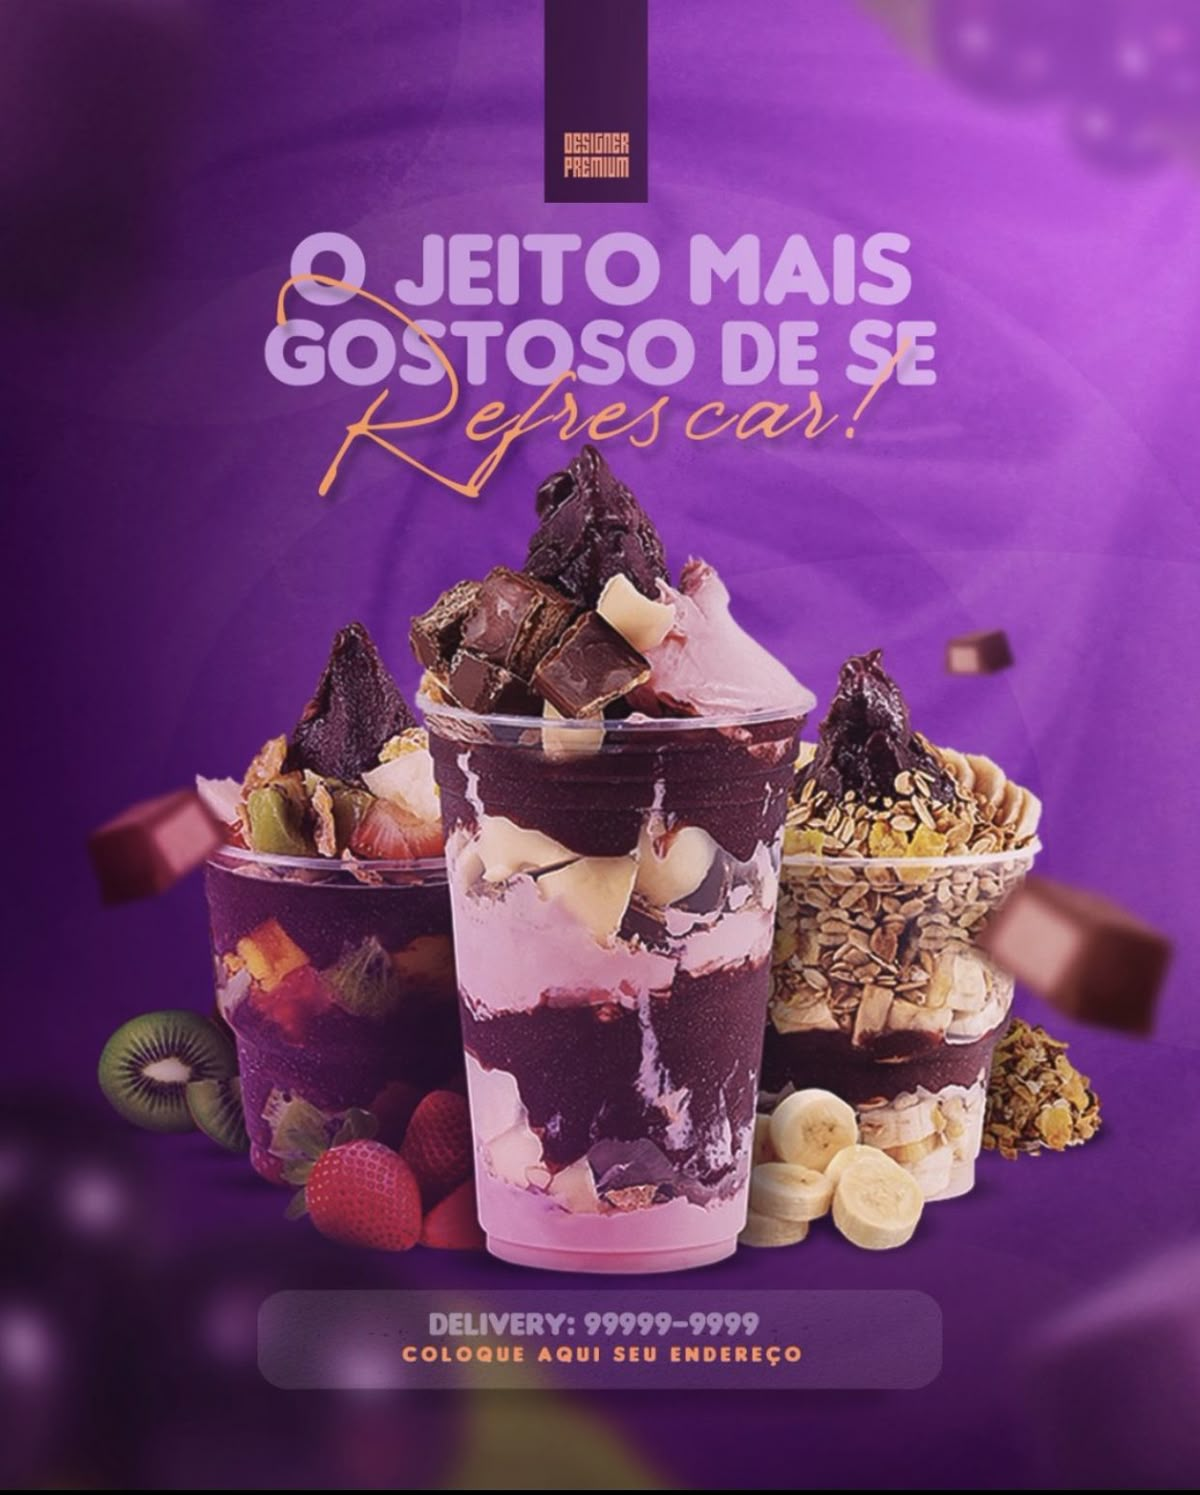 DESIGNER
PREMIUM
O JEITO MAIS
GOSTOSO DE SE
Refrescar!
DELIVERY: 99999-9999
COLOQUE AQUI SEU ENDEREÇO